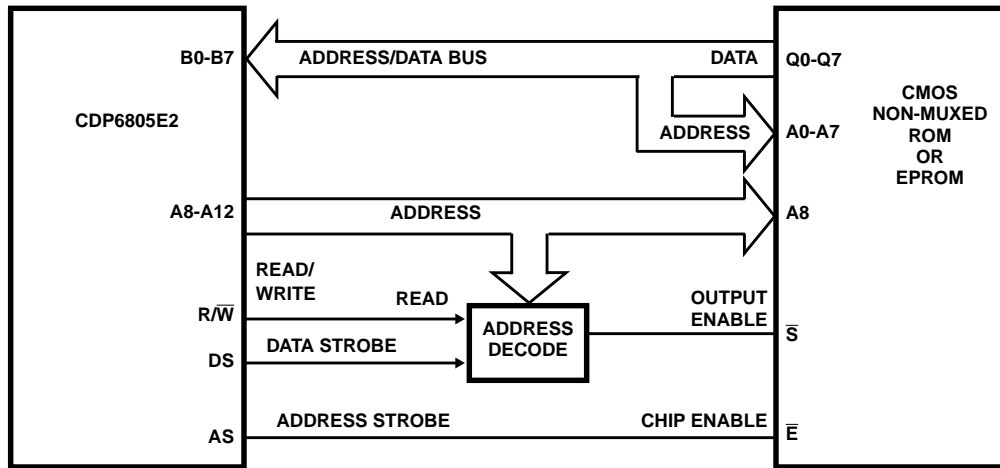 B0-B7
ADDRESS/DATA BUS
DATA
Q0-Q7
CDP6805E2
CMOS
NON-MUXED
ROM
OR
EPROM
ADDRESS
A0-A7
A8-A12
ADDRESS
A8
READ/
WRITE
R/W̅
READ
ADDRESS
DECODE
OUTPUT
ENABLE
S̅
DS
DATA STROBE
AS
ADDRESS STROBE
CHIP ENABLE
E̅